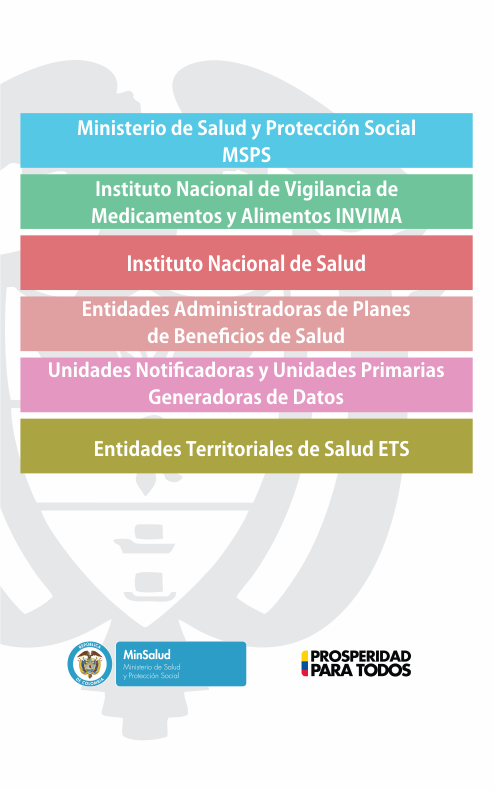 Ministerio de Salud y Protección Social
MSPS
Instituto Nacional de Vigilancia de
Medicamentos y Alimentos INVIMA
Instituto Nacional de Salud
Entidades Administradoras de Planes
de Beneficios de Salud
Unidades Notificadoras y Unidades Primarias
Generadoras de Datos
Entidades Territoriales de Salud ETS
REPÚBLICA
DE COLOMBIA
MinSalud
Ministerio de Salud
y Protección Social
PROSPERIDAD
PARA TODOS